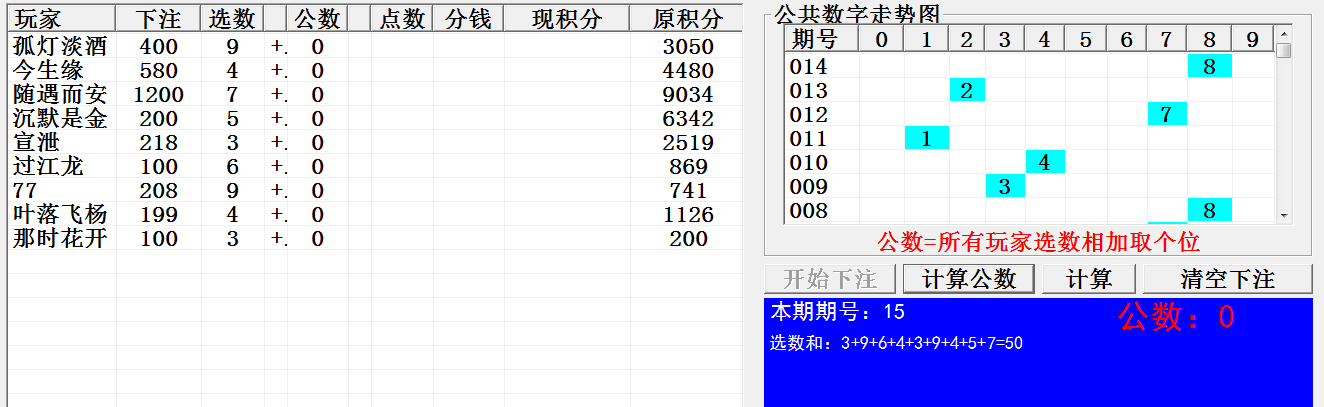 玩家 下注 选数 公数 点数 分钱 现积分 原积分
孤灯淡酒 400 9 +. 0 3050
今生缘 580 4 +. 0 4480
随遇而安 1200 7 +. 0 9034
沉默是金 200 5 +. 0 6342
宣泄 218 3 +. 0 2519
过江龙 100 6 +. 0 869
77 208 9 +. 0 741
叶落飞杨 199 4 +. 0 1126
那时花开 100 3 +. 0 200
公共数字走势图
期号 0 1 2 3 4 5 6 7 8 9
014 8
013 2
012 7
011 1
010 4
009 3
008 8
公数=所有玩家选数相加取个位
开始下注 计算公数 计算 清空下注
本期期号：15 公数：0
选数和：3+9+6+4+3+9+4+5+7=50